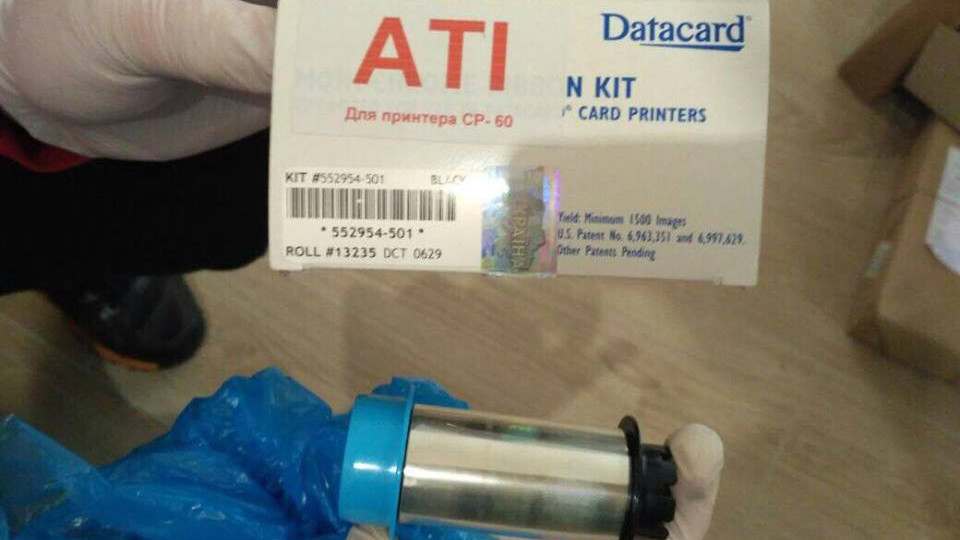 ATI
Для принтера CP- 60
Datacard®
N KIT
® CARD PRINTERS
KIT #552954-501 BLACK
* 552954-501 *
ROLL #13235 DCT 0629
УКРАЇНА
Yield: Minimum 1500 Images
U.S. Patent No. 6,963,351 and 6,997,629.
Other Patents Pending